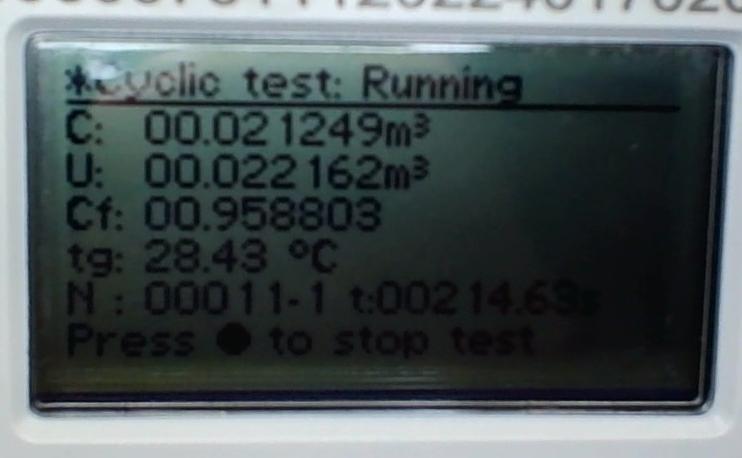 *Cyclic test: Running
C: 00.021249m³
U: 00.022162m³
Cf: 00.958803
tg: 28.43 °C
N : 00011-1 t:00214.63s
Press ● to stop test